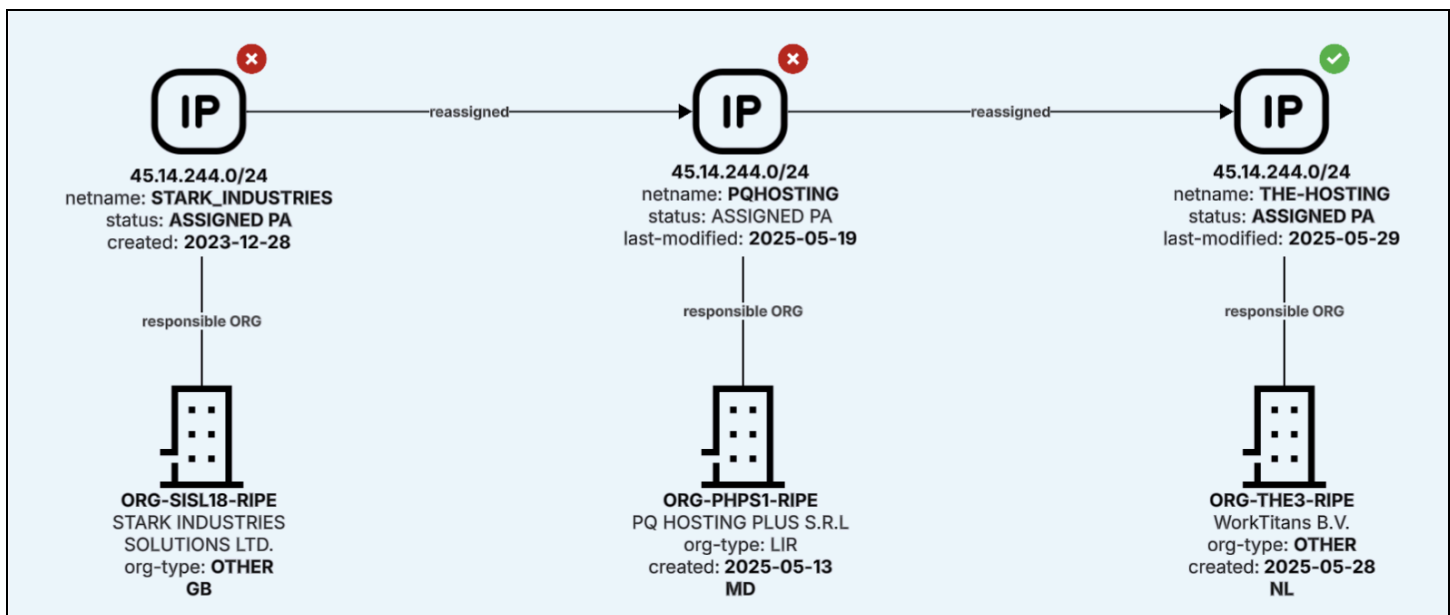 IP
reassigned
IP
reassigned
IP
45.14.244.0/24
netname: STARK_INDUSTRIES
status: ASSIGNED PA
created: 2023-12-28
45.14.244.0/24
netname: PQHOSTING
status: ASSIGNED PA
last-modified: 2025-05-19
45.14.244.0/24
netname: THE-HOSTING
status: ASSIGNED PA
last-modified: 2025-05-29
responsible ORG
responsible ORG
responsible ORG
ORG-SISL18-RIPE
STARK INDUSTRIES
SOLUTIONS LTD.
org-type: OTHER
GB
ORG-PHPS1-RIPE
PQ HOSTING PLUS S.R.L
org-type: LIR
created: 2025-05-13
MD
ORG-THE3-RIPE
WorkTitans B.V.
org-type: OTHER
created: 2025-05-28
NL